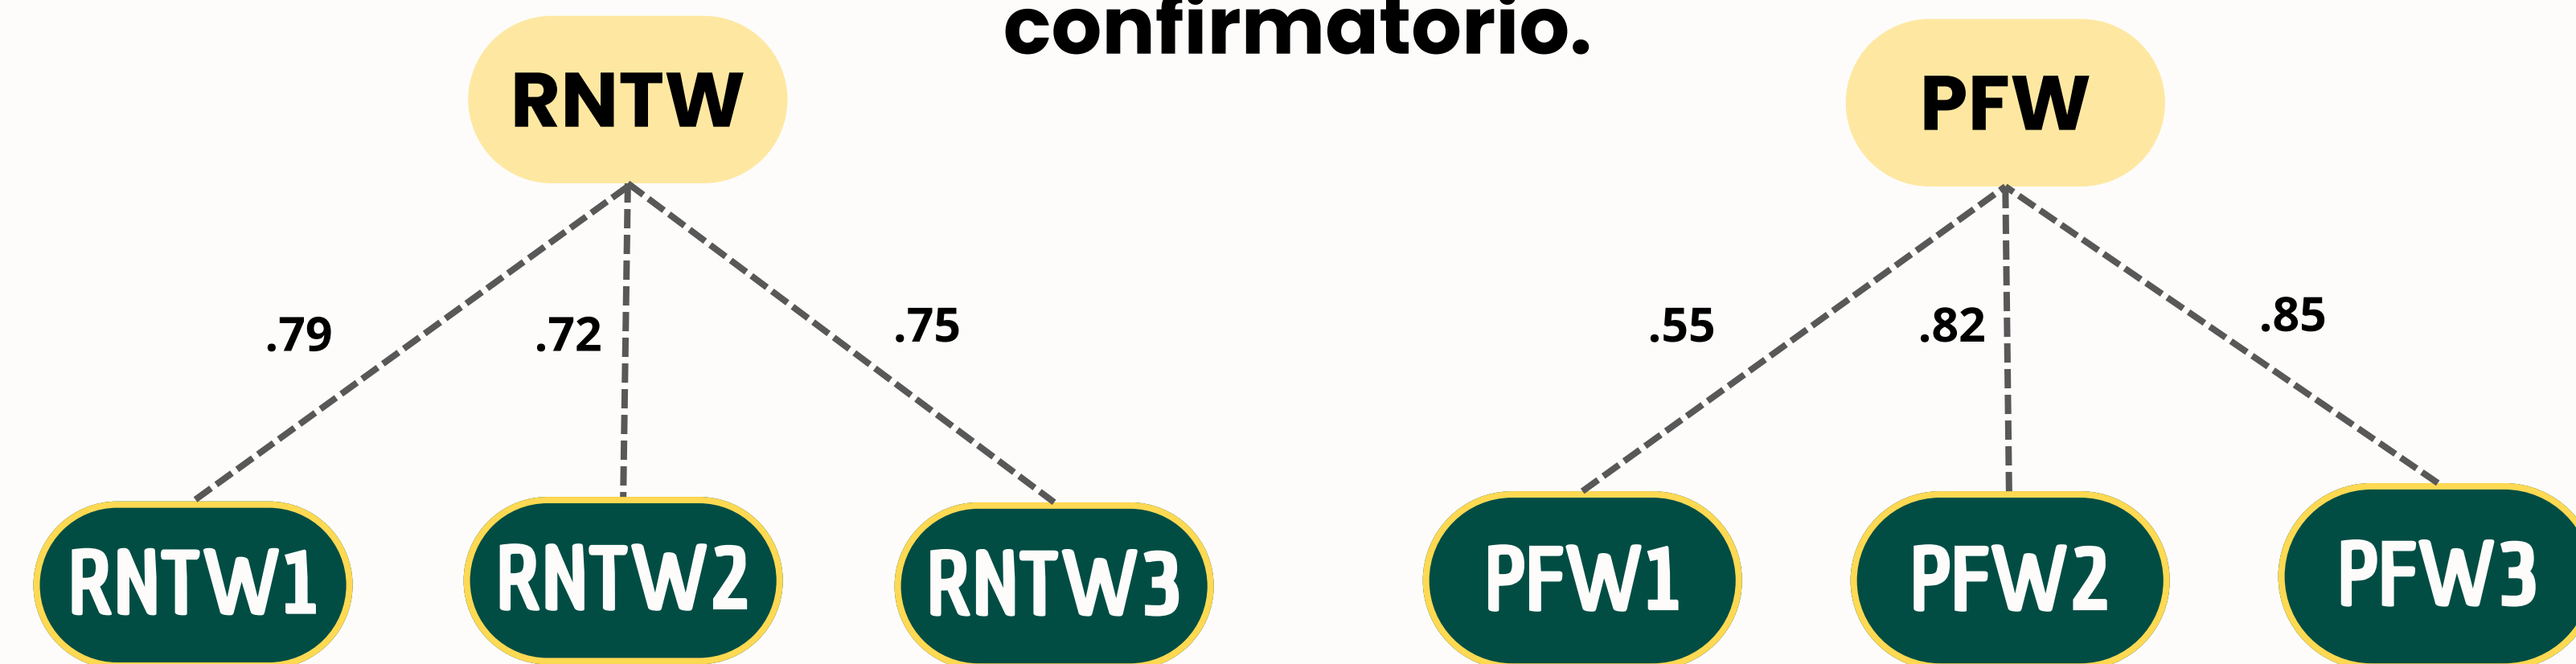 confirmatorio.
RNTW
PFW
.79
.72
.75
.55
.82
.85
RNTW1
RNTW2
RNTW3
PFW1
PFW2
PFW3